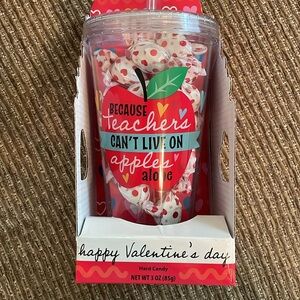 BECAUSE
Teachers
CAN'T LIVE ON
apples
alone
happy Valentine's day
Hard Candy
NET WT 3 OZ (85g)